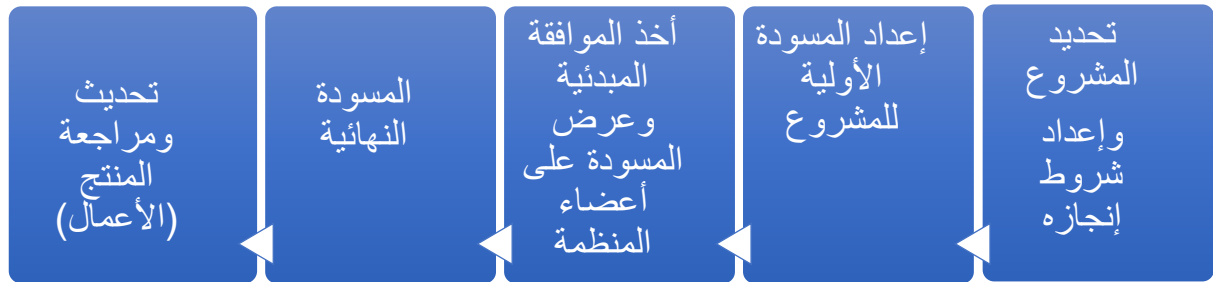 تحديد
المشروع
وإعداد
شروط
إنجازه
إعداد المسودة
الأولية
للمشروع
أخذ الموافقة
المبدئية
وعرض
المسودة على
أعضاء
المنظمة
المسودة
النهائية
تحديث
ومراجعة
المنتج
(الأعمال)